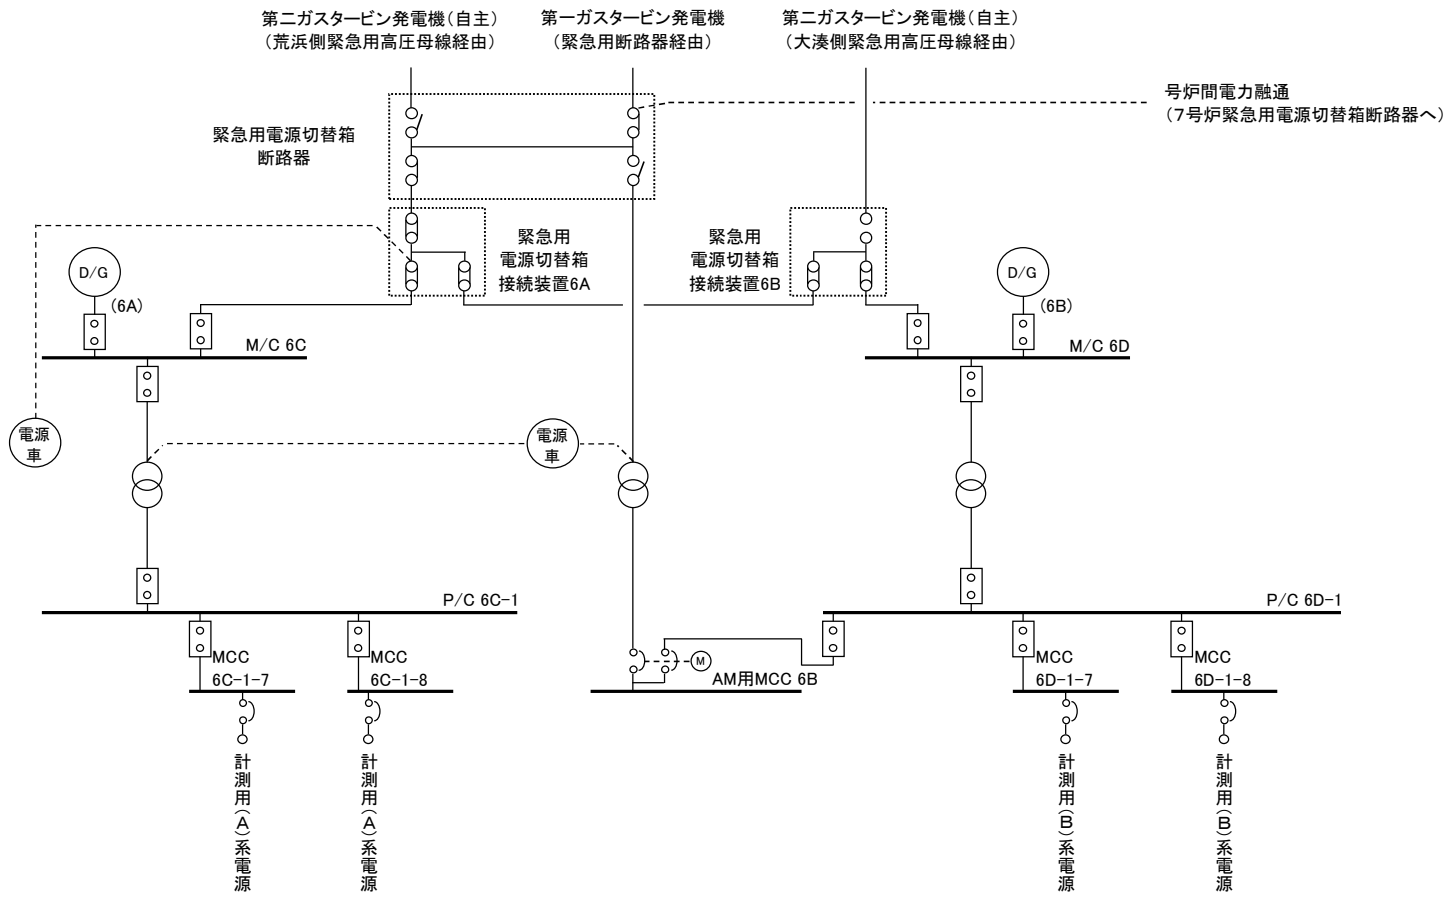 第二ガスタービン発電機（自主）
（荒浜側緊急用高圧母線経由）
第一ガスタービン発電機
（緊急用断路器経由）
第二ガスタービン発電機（自主）
（大湊側緊急用高圧母線経由）
号炉間電力融通
（7号炉緊急用電源切替箱断路器へ）
緊急用電源切替箱
断路器
緊急用
電源切替箱
接続装置6A
緊急用
電源切替箱
接続装置6B
D/G
（6A）
D/G
（6B）
M/C 6C
M/C 6D
電源
車
電源
車
P/C 6C-1
P/C 6D-1
MCC
6C-1-7
MCC
6C-1-8
M
AM用MCC 6B
MCC
6D-1-7
MCC
6D-1-8
計測用（A）系電源
計測用（A）系電源
計測用（B）系電源
計測用（B）系電源